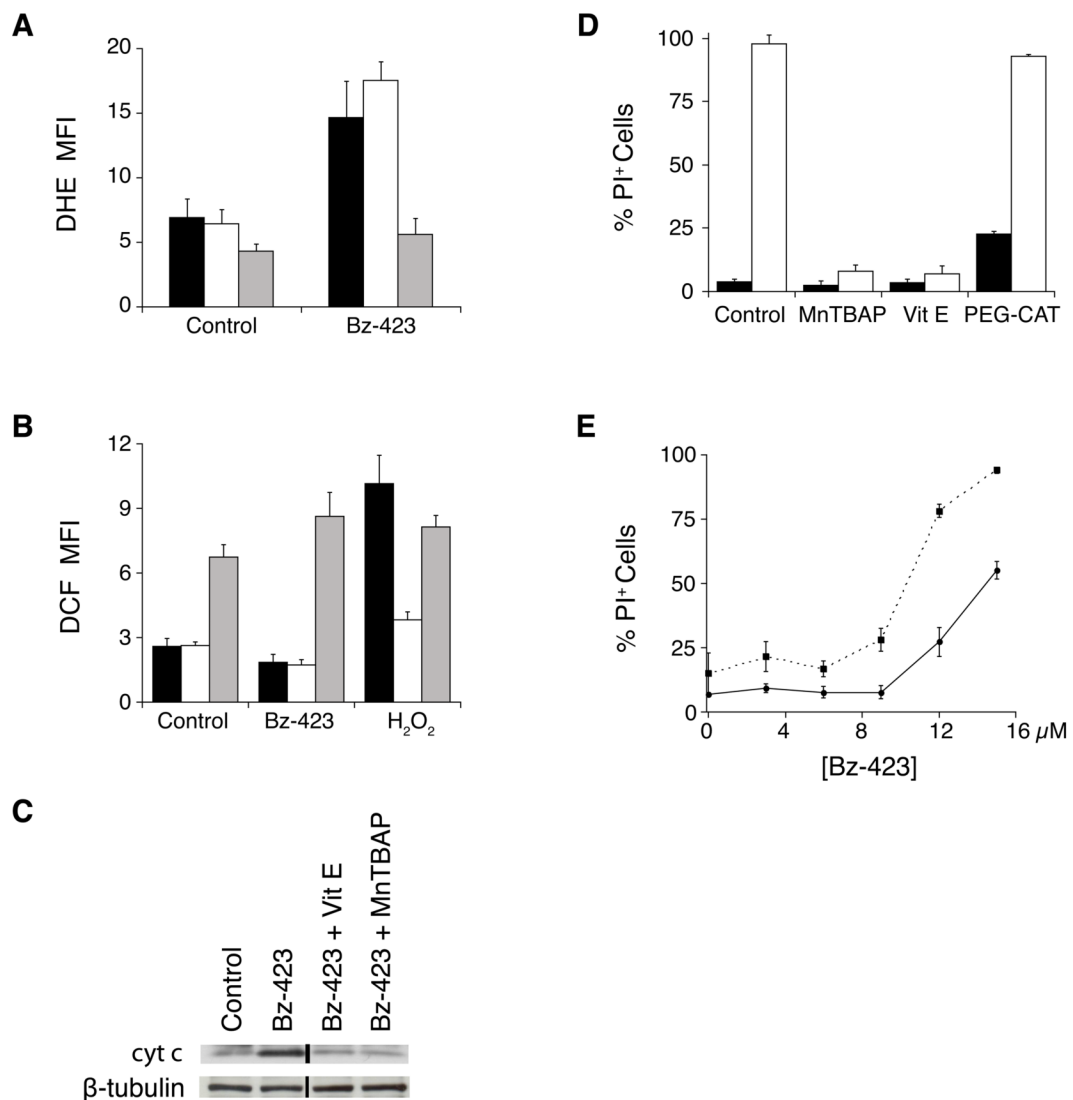 A
DHE MFI
20
15
10
5
0
Control Bz-423
B
DCF MFI
12
9
6
3
0
Control Bz-423 H₂O₂
C
Control
Bz-423
Bz-423 + Vit E
Bz-423 + MnTBAP
cyt c
β-tubulin
D
% PI⁺ Cells
100
75
50
25
0
Control MnTBAP Vit E PEG-CAT
E
% PI⁺ Cells
100
75
50
25
0
0 4 8 12 16 µM
[Bz-423]